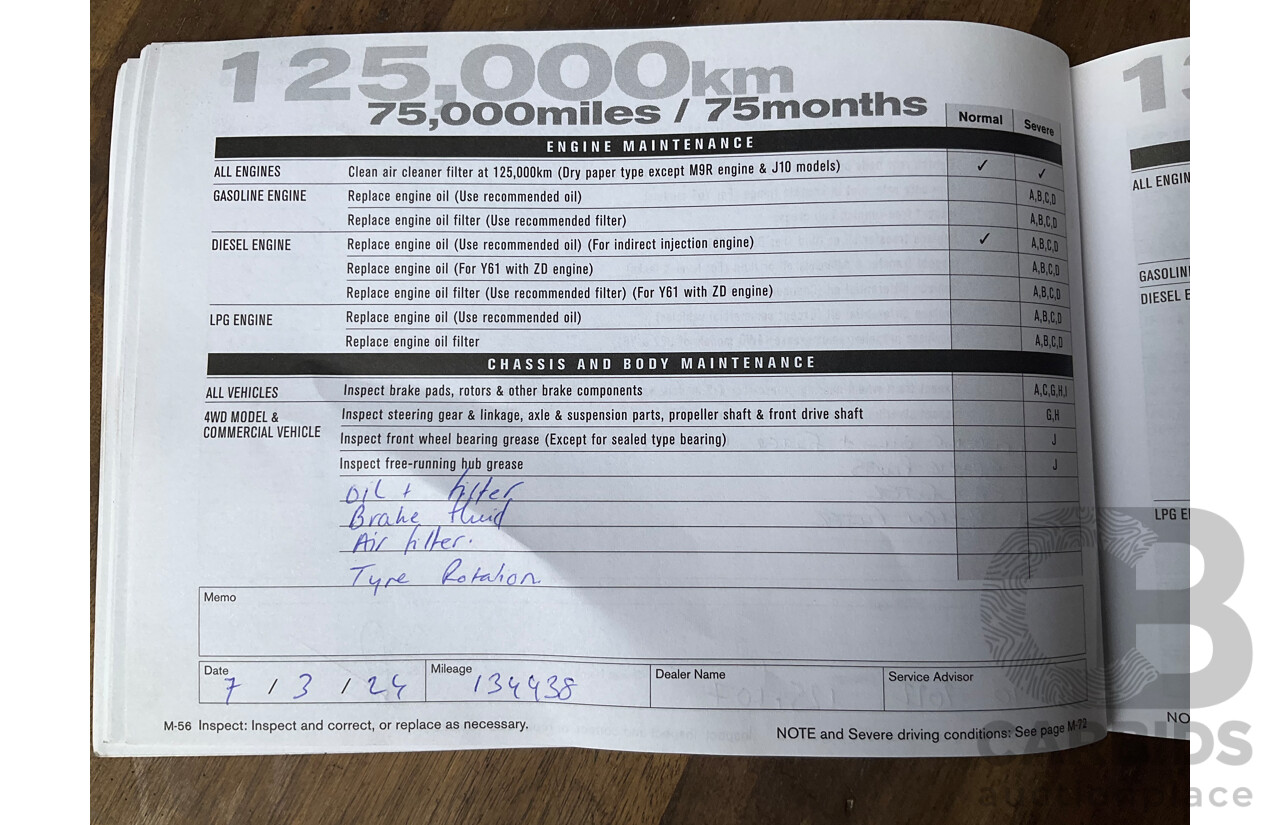 125,000km
75,000miles / 75months
Normal Severe
ENGINE MAINTENANCE
ALL ENGINES Clean air cleaner filter at 125,000km (Dry paper type except M9R engine & J10 models) ✓ ✓
GASOLINE ENGINE Replace engine oil (Use recommended oil) A,B,C,D
Replace engine oil filter (Use recommended filter) A,B,C,D
DIESEL ENGINE Replace engine oil (Use recommended oil) (For indirect injection engine) ✓ A,B,C,D
Replace engine oil (For Y61 with ZD engine) A,B,C,D
Replace engine oil filter (Use recommended filter) (For Y61 with ZD engine) A,B,C,D
LPG ENGINE Replace engine oil (Use recommended oil) A,B,C,D
Replace engine oil filter A,B,C,D
CHASSIS AND BODY MAINTENANCE
ALL VEHICLES Inspect brake pads, rotors & other brake components A,C,G,H,I
4WD MODEL & COMMERCIAL VEHICLE Inspect steering gear & linkage, axle & suspension parts, propeller shaft & front drive shaft G,H
Inspect front wheel bearing grease (Except for sealed type bearing) J
Inspect free-running hub grease J
Oil + filter
Brake fluid
Air filter.
Tyre Rotation
Memo
Date 7 / 3 / 24 Mileage 134438 Dealer Name Service Advisor
M-56 Inspect: Inspect and correct, or replace as necessary.
NOTE and Severe driving conditions: See page M-72
ALL ENGIN
GASOLIN
DIESEL E
LPG E
NO
CARBIDS